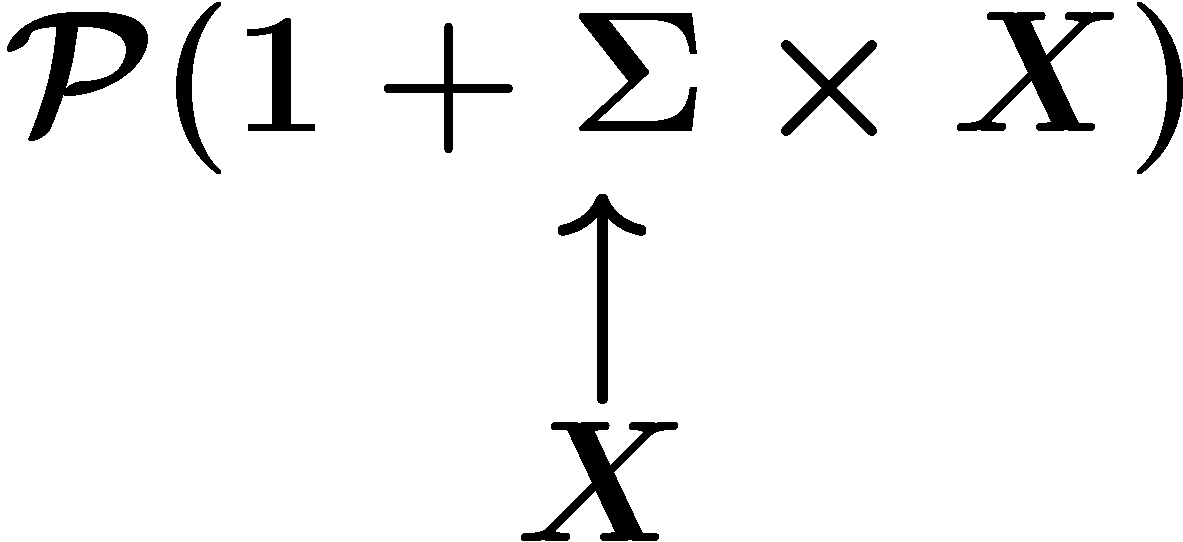 𝒫(1 + Σ × X)
↑
X